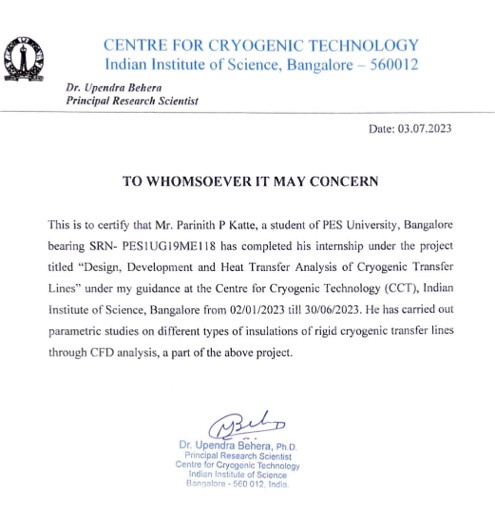 CENTRE FOR CRYOGENIC TECHNOLOGY
Indian Institute of Science, Bangalore – 560012
Dr. Upendra Behera
Principal Research Scientist
Date: 03.07.2023
TO WHOMSOEVER IT MAY CONCERN
This is to certify that Mr. Parinith P Katte, a student of PES University, Bangalore
bearing SRN- PES1UG19ME118 has completed his internship under the project
titled “Design, Development and Heat Transfer Analysis of Cryogenic Transfer
Lines” under my guidance at the Centre for Cryogenic Technology (CCT), Indian
Institute of Science, Bangalore from 02/01/2023 till 30/06/2023. He has carried out
parametric studies on different types of insulations of rigid cryogenic transfer lines
through CFD analysis, a part of the above project.
Dr. Upendra Behera, Ph.D.
Principal Research Scientist
Centre for Cryogenic Technology
Indian Institute of Science
Bangalore - 560 012, India.